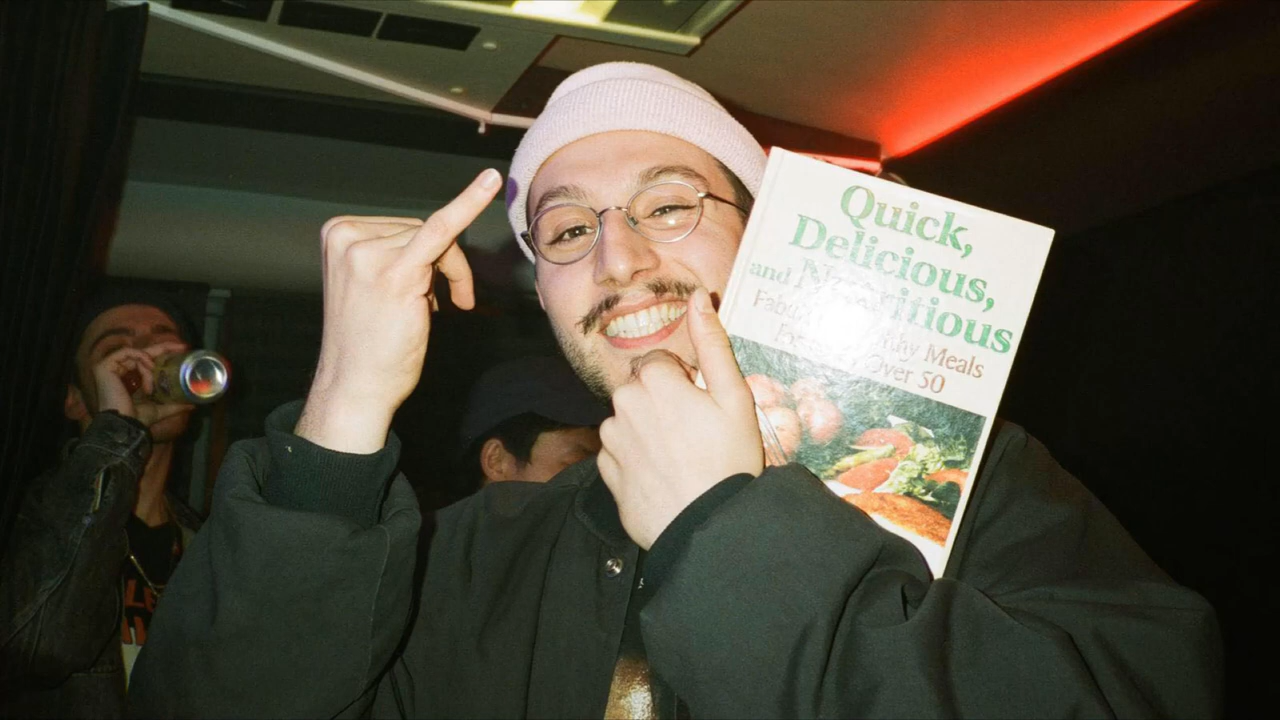 Quick,
Delicious,
and Nutritious
Meals
Over 50